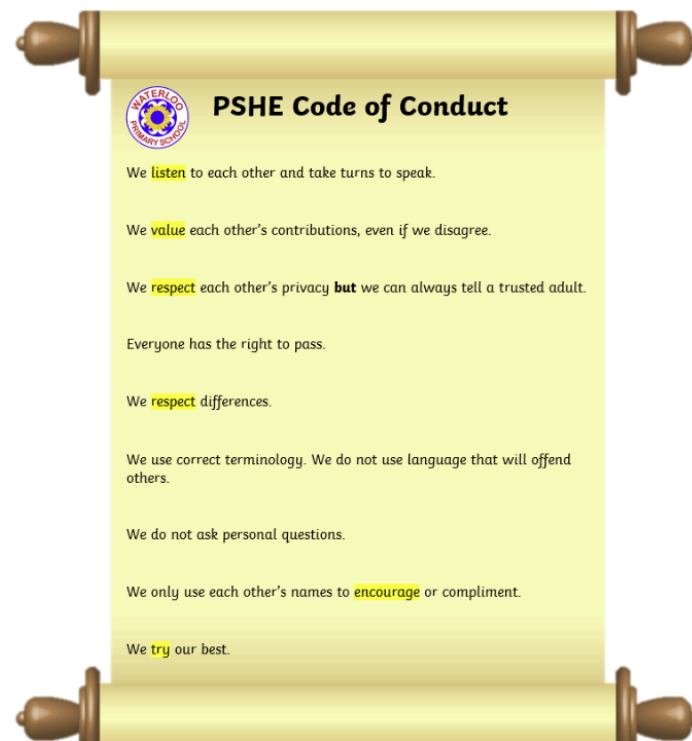 WATERLOO
PRIMARY SCHOOL
PSHE Code of Conduct
We listen to each other and take turns to speak.
We value each other's contributions, even if we disagree.
We respect each other's privacy but we can always tell a trusted adult.
Everyone has the right to pass.
We respect differences.
We use correct terminology. We do not use language that will offend
others.
We do not ask personal questions.
We only use each other's names to encourage or compliment.
We try our best.